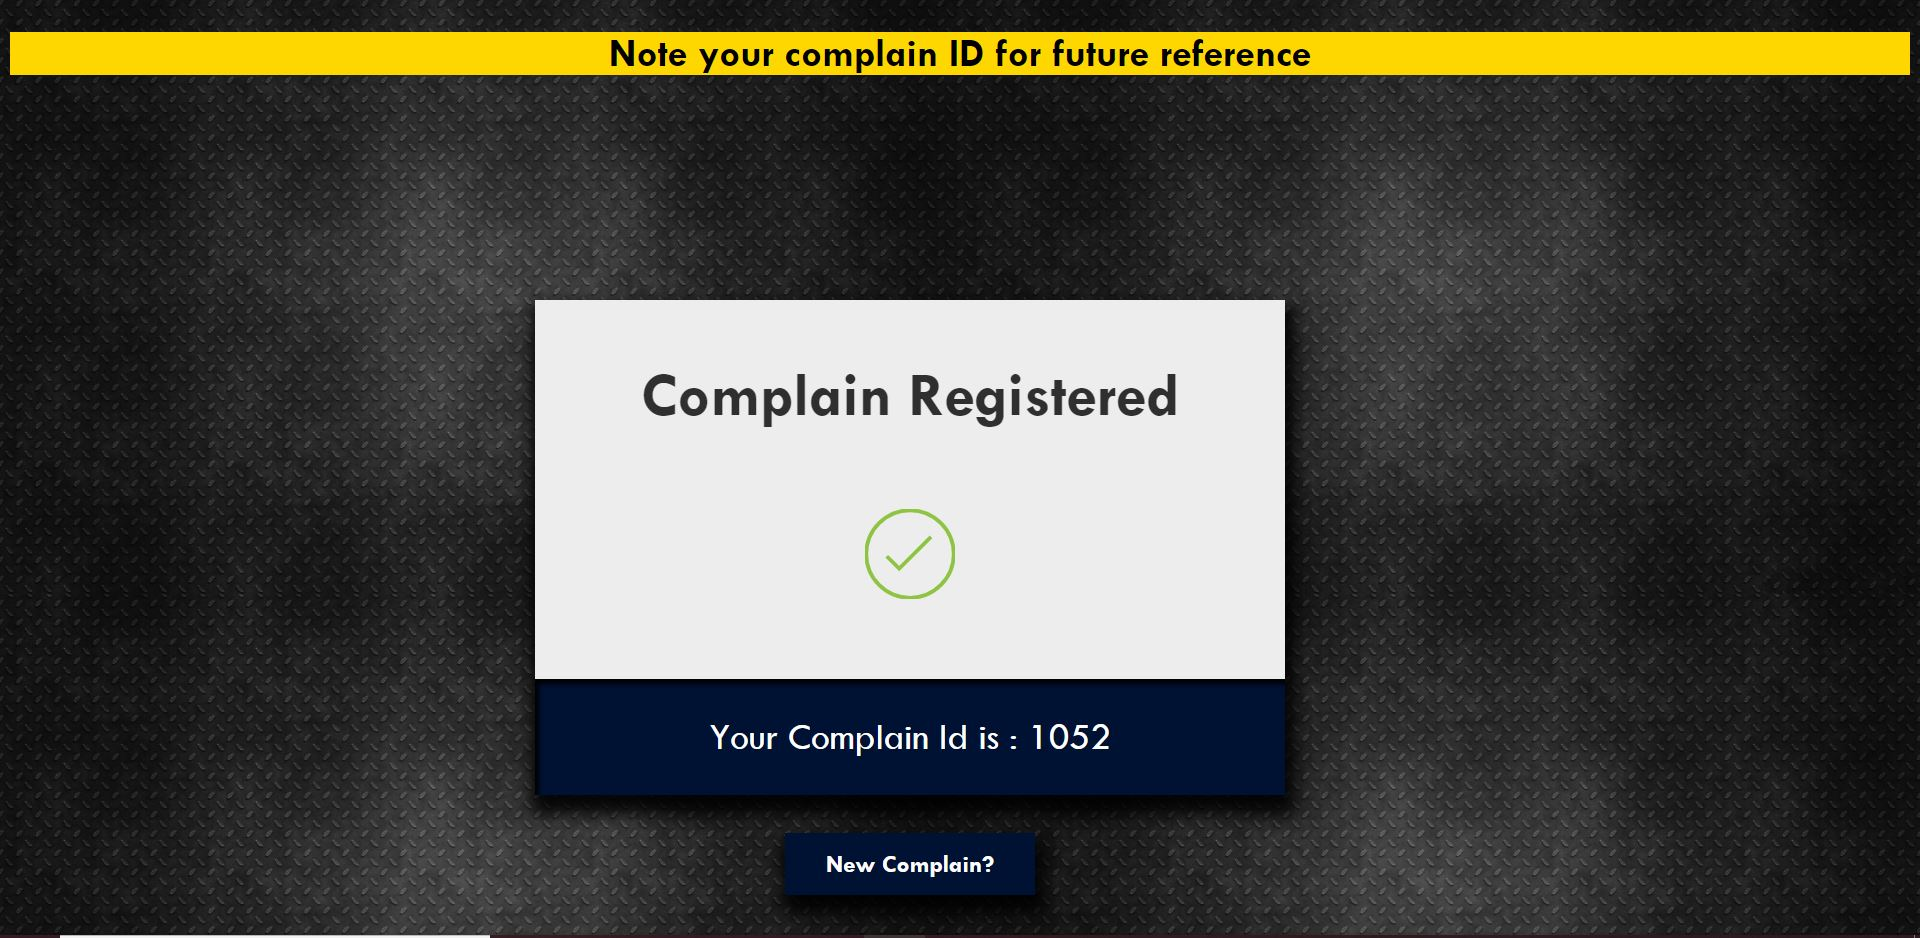 Note your complain ID for future reference
Complain Registered
Your Complain Id is : 1052
New Complain?